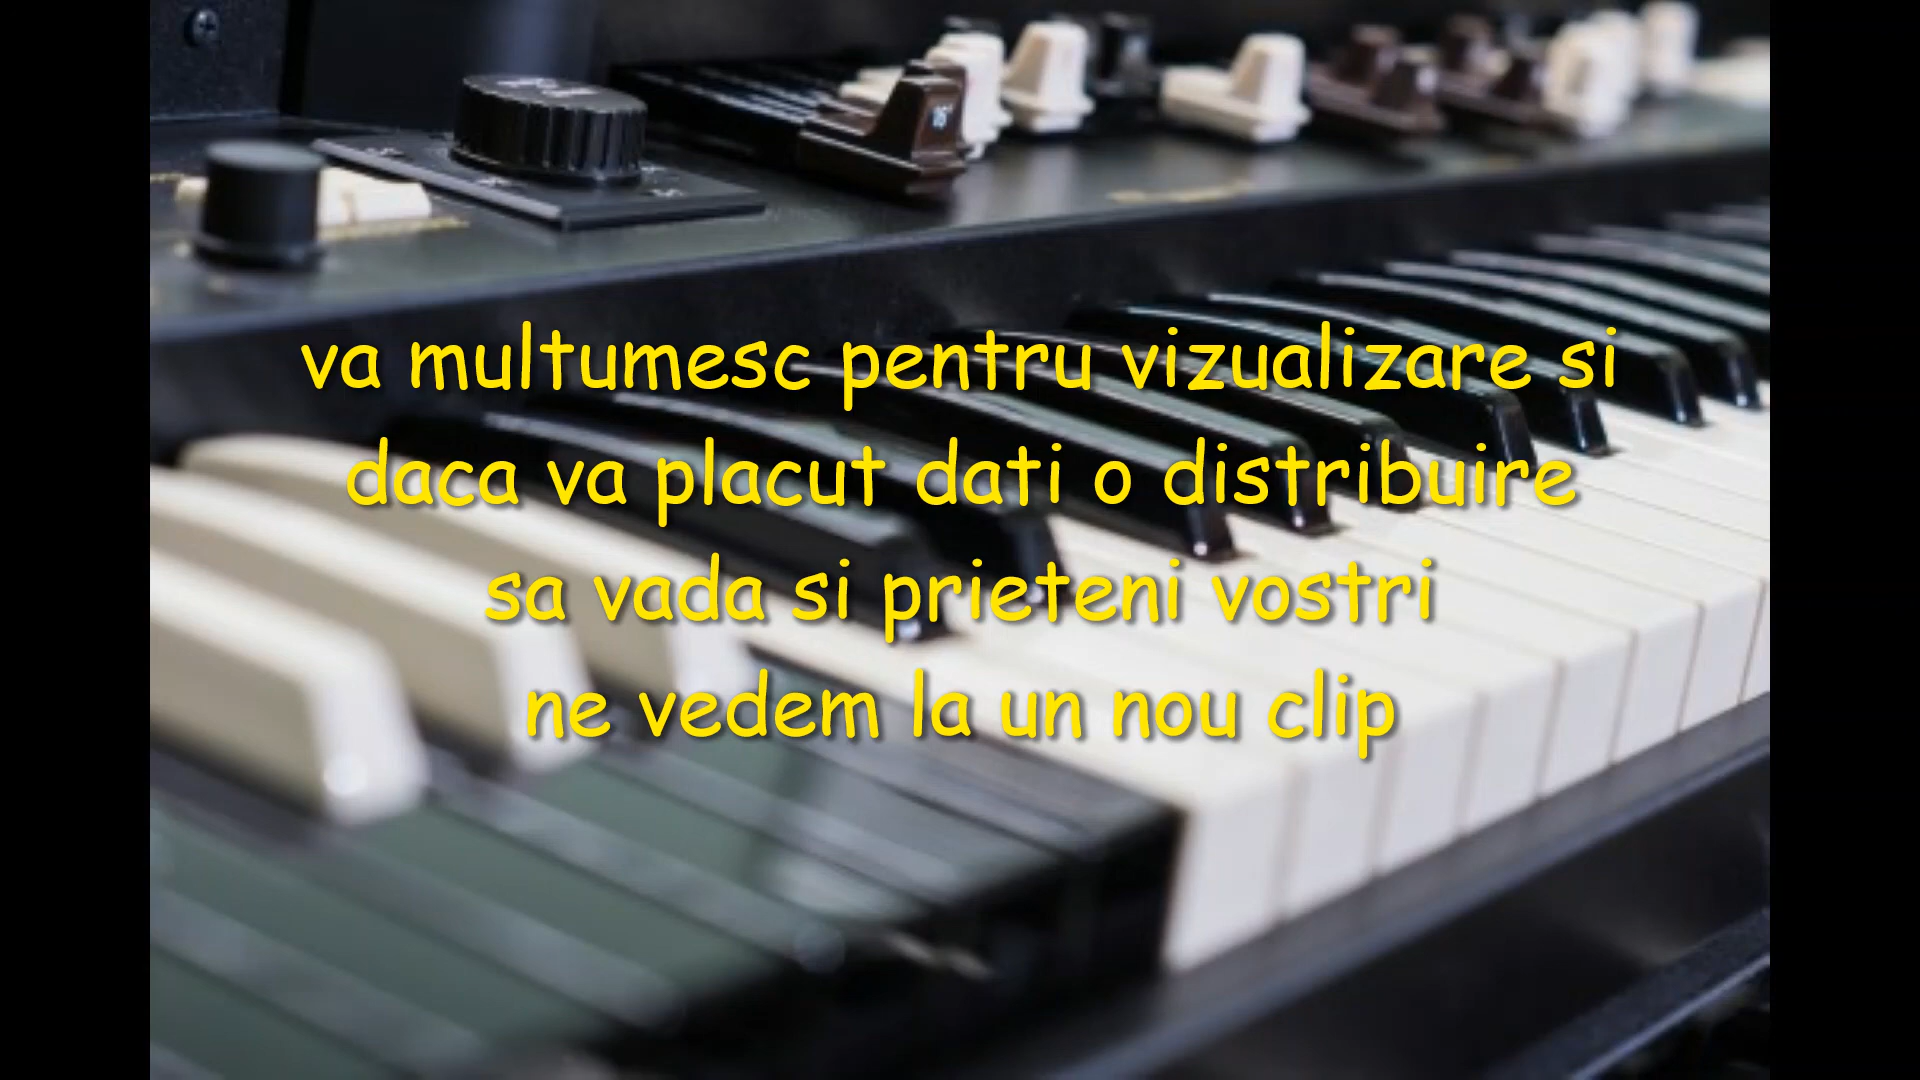 va multumesc pentru vizualizare si
daca va placut dati o distribuire
sa vada si prieteni vostri
ne vedem la un nou clip